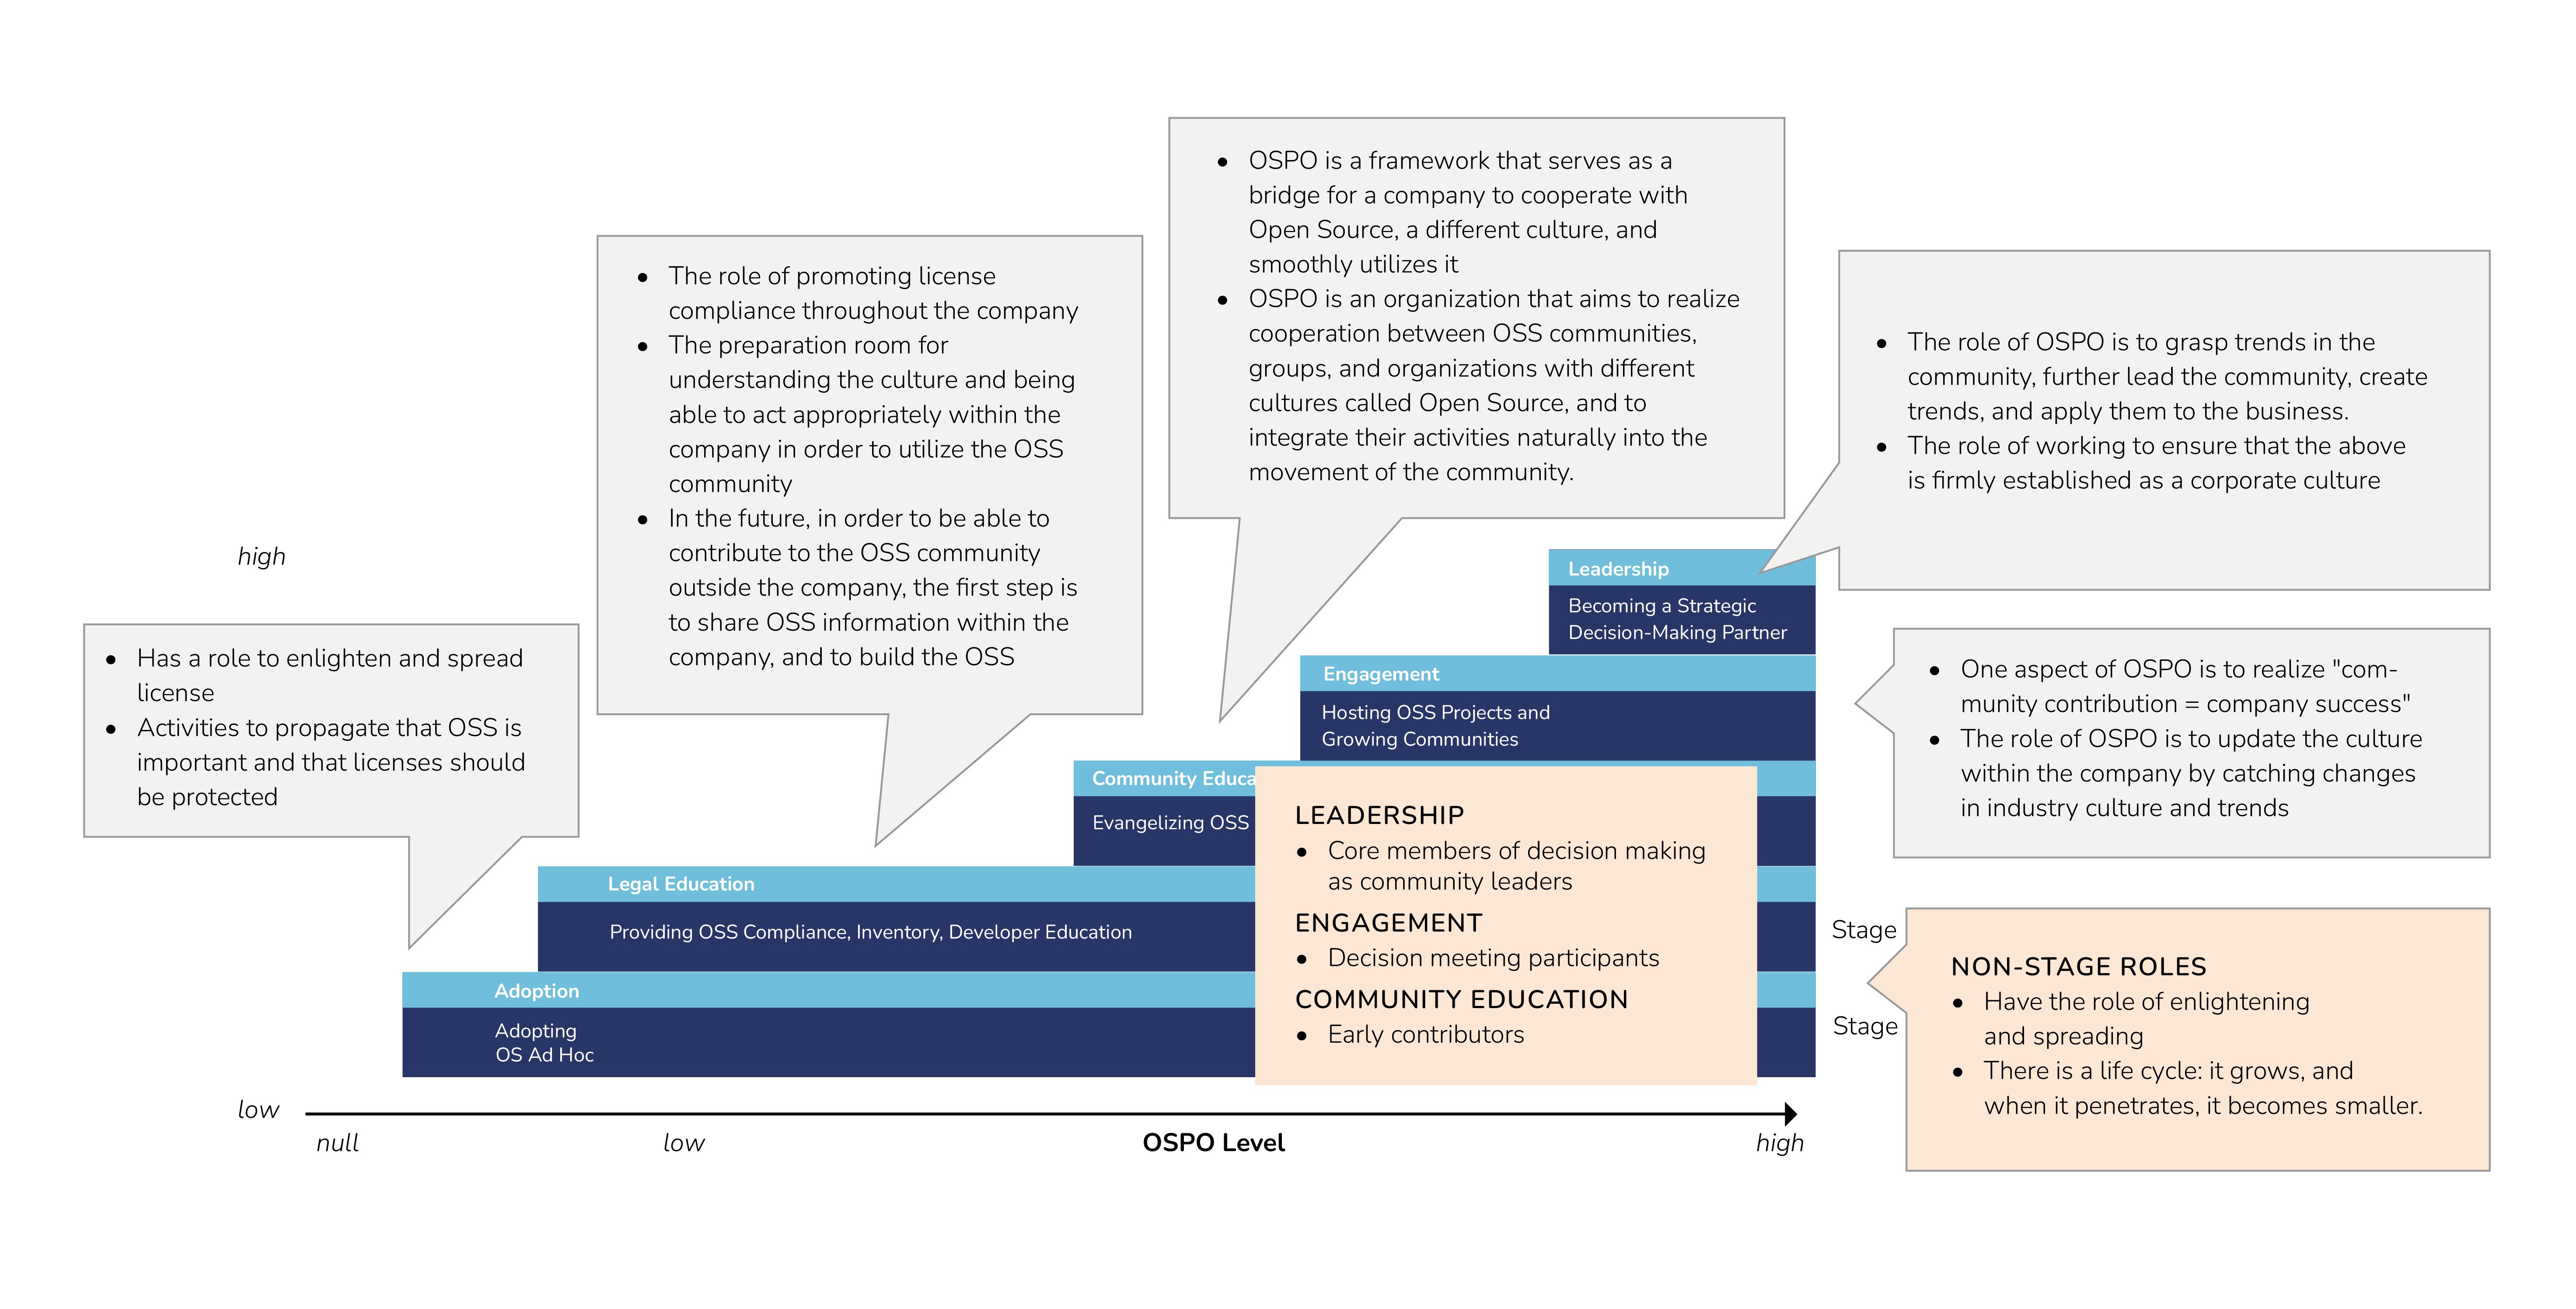 • OSPO is a framework that serves as a
bridge for a company to cooperate with
Open Source, a different culture, and
smoothly utilizes it
• OSPO is an organization that aims to realize
cooperation between OSS communities,
groups, and organizations with different
cultures called Open Source, and to
integrate their activities naturally into the
movement of the community.
• The role of promoting license
compliance throughout the company
• The preparation room for
understanding the culture and being
able to act appropriately within the
company in order to utilize the OSS
community
• In the future, in order to be able to
contribute to the OSS community
outside the company, the first step is
to share OSS information within the
company, and to build the OSS
• The role of OSPO is to grasp trends in the
community, further lead the community, create
trends, and apply them to the business.
• The role of working to ensure that the above
is firmly established as a corporate culture
high
• Has a role to enlighten and spread
license
• Activities to propagate that OSS is
important and that licenses should
be protected
Leadership
Becoming a Strategic
Decision-Making Partner
Engagement
Hosting OSS Projects and
Growing Communities
• One aspect of OSPO is to realize "com-
munity contribution = company success"
• The role of OSPO is to update the culture
within the company by catching changes
in industry culture and trends
Community Educa
Evangelizing OSS
LEADERSHIP
• Core members of decision making
as community leaders
ENGAGEMENT
• Decision meeting participants
COMMUNITY EDUCATION
• Early contributors
Legal Education
Providing OSS Compliance, Inventory, Developer Education
Adoption
Adopting
OS Ad Hoc
Stage
Stage
NON-STAGE ROLES
• Have the role of enlightening
and spreading
• There is a life cycle: it grows, and
when it penetrates, it becomes smaller.
low
null
low
OSPO Level
high